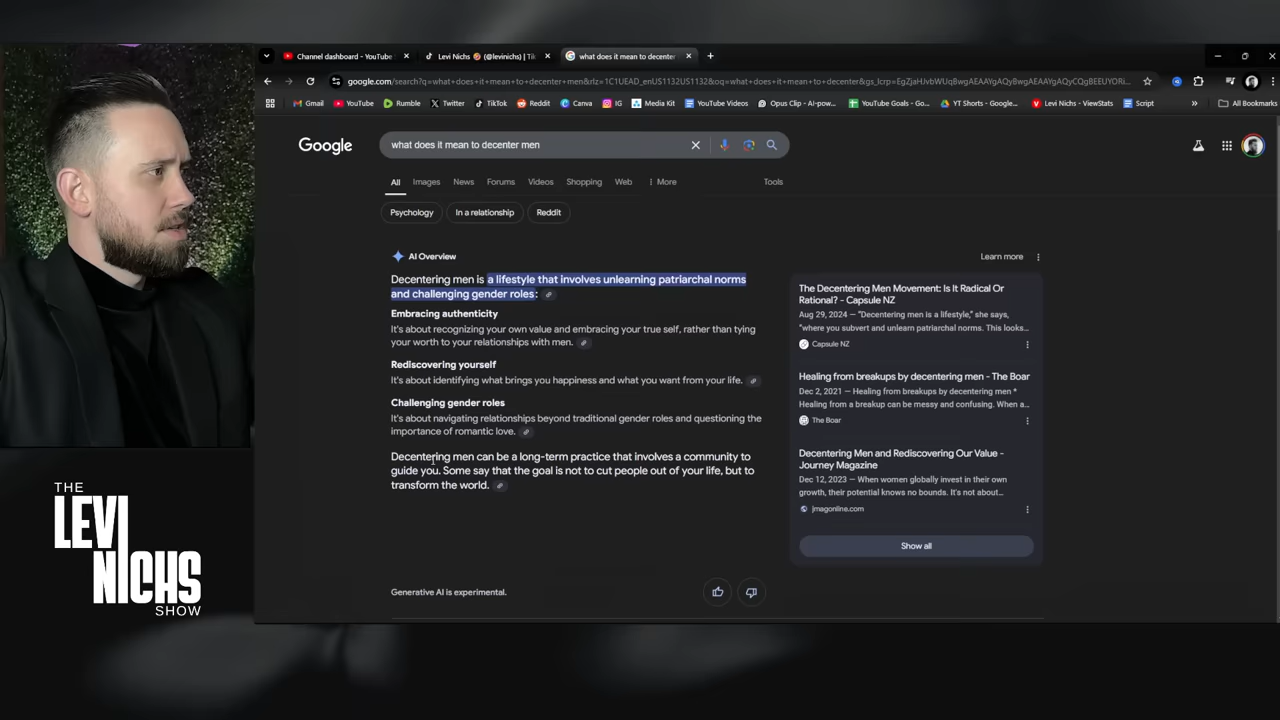 Channel dashboard - YouTube
Levi Nichs 🍪 (@levinichs) | Tik
what does it mean to decenter
Gmail
YouTube
Rumble
Twitter
TikTok
Reddit
Canva
IG
Media Kit
YouTube Videos
Opus Clip - AI-pow...
YouTube Goals - Go...
YT Shorts - Google...
Levi Nichs - ViewStats
Script
All Bookmarks
Google
what does it mean to decenter men
All
Images
News
Forums
Videos
Shopping
Web
More
Tools
Psychology
In a relationship
Reddit
AI Overview
Learn more
Decentering men is a lifestyle that involves unlearning patriarchal norms
and challenging gender roles:
Embracing authenticity
It's about recognizing your own value and embracing your true self, rather than tying
your worth to your relationships with men.
Rediscovering yourself
It's about identifying what brings you happiness and what you want from your life.
Challenging gender roles
It's about navigating relationships beyond traditional gender roles and questioning the
importance of romantic love.
Decentering men can be a long-term practice that involves a community to
guide you. Some say that the goal is not to cut people out of your life, but to
transform the world.
Generative AI is experimental.
The Decentering Men Movement: Is It Radical Or
Rational? - Capsule NZ
Aug 29, 2024 — “Decentering men is a lifestyle,” she says,
“where you subvert and unlearn patriarchal norms. This looks...
Capsule NZ
Healing from breakups by decentering men - The Boar
Dec 2, 2021 — Healing from breakups by decentering men *
Healing from a breakup can be messy and confusing. When a...
The Boar
Decentering Men and Rediscovering Our Value -
Journey Magazine
Dec 12, 2023 — When women globally invest in their own
growth, their potential knows no bounds. It's not about...
jmagonline.com
Show all
THE
LEVI
NICHS
SHOW